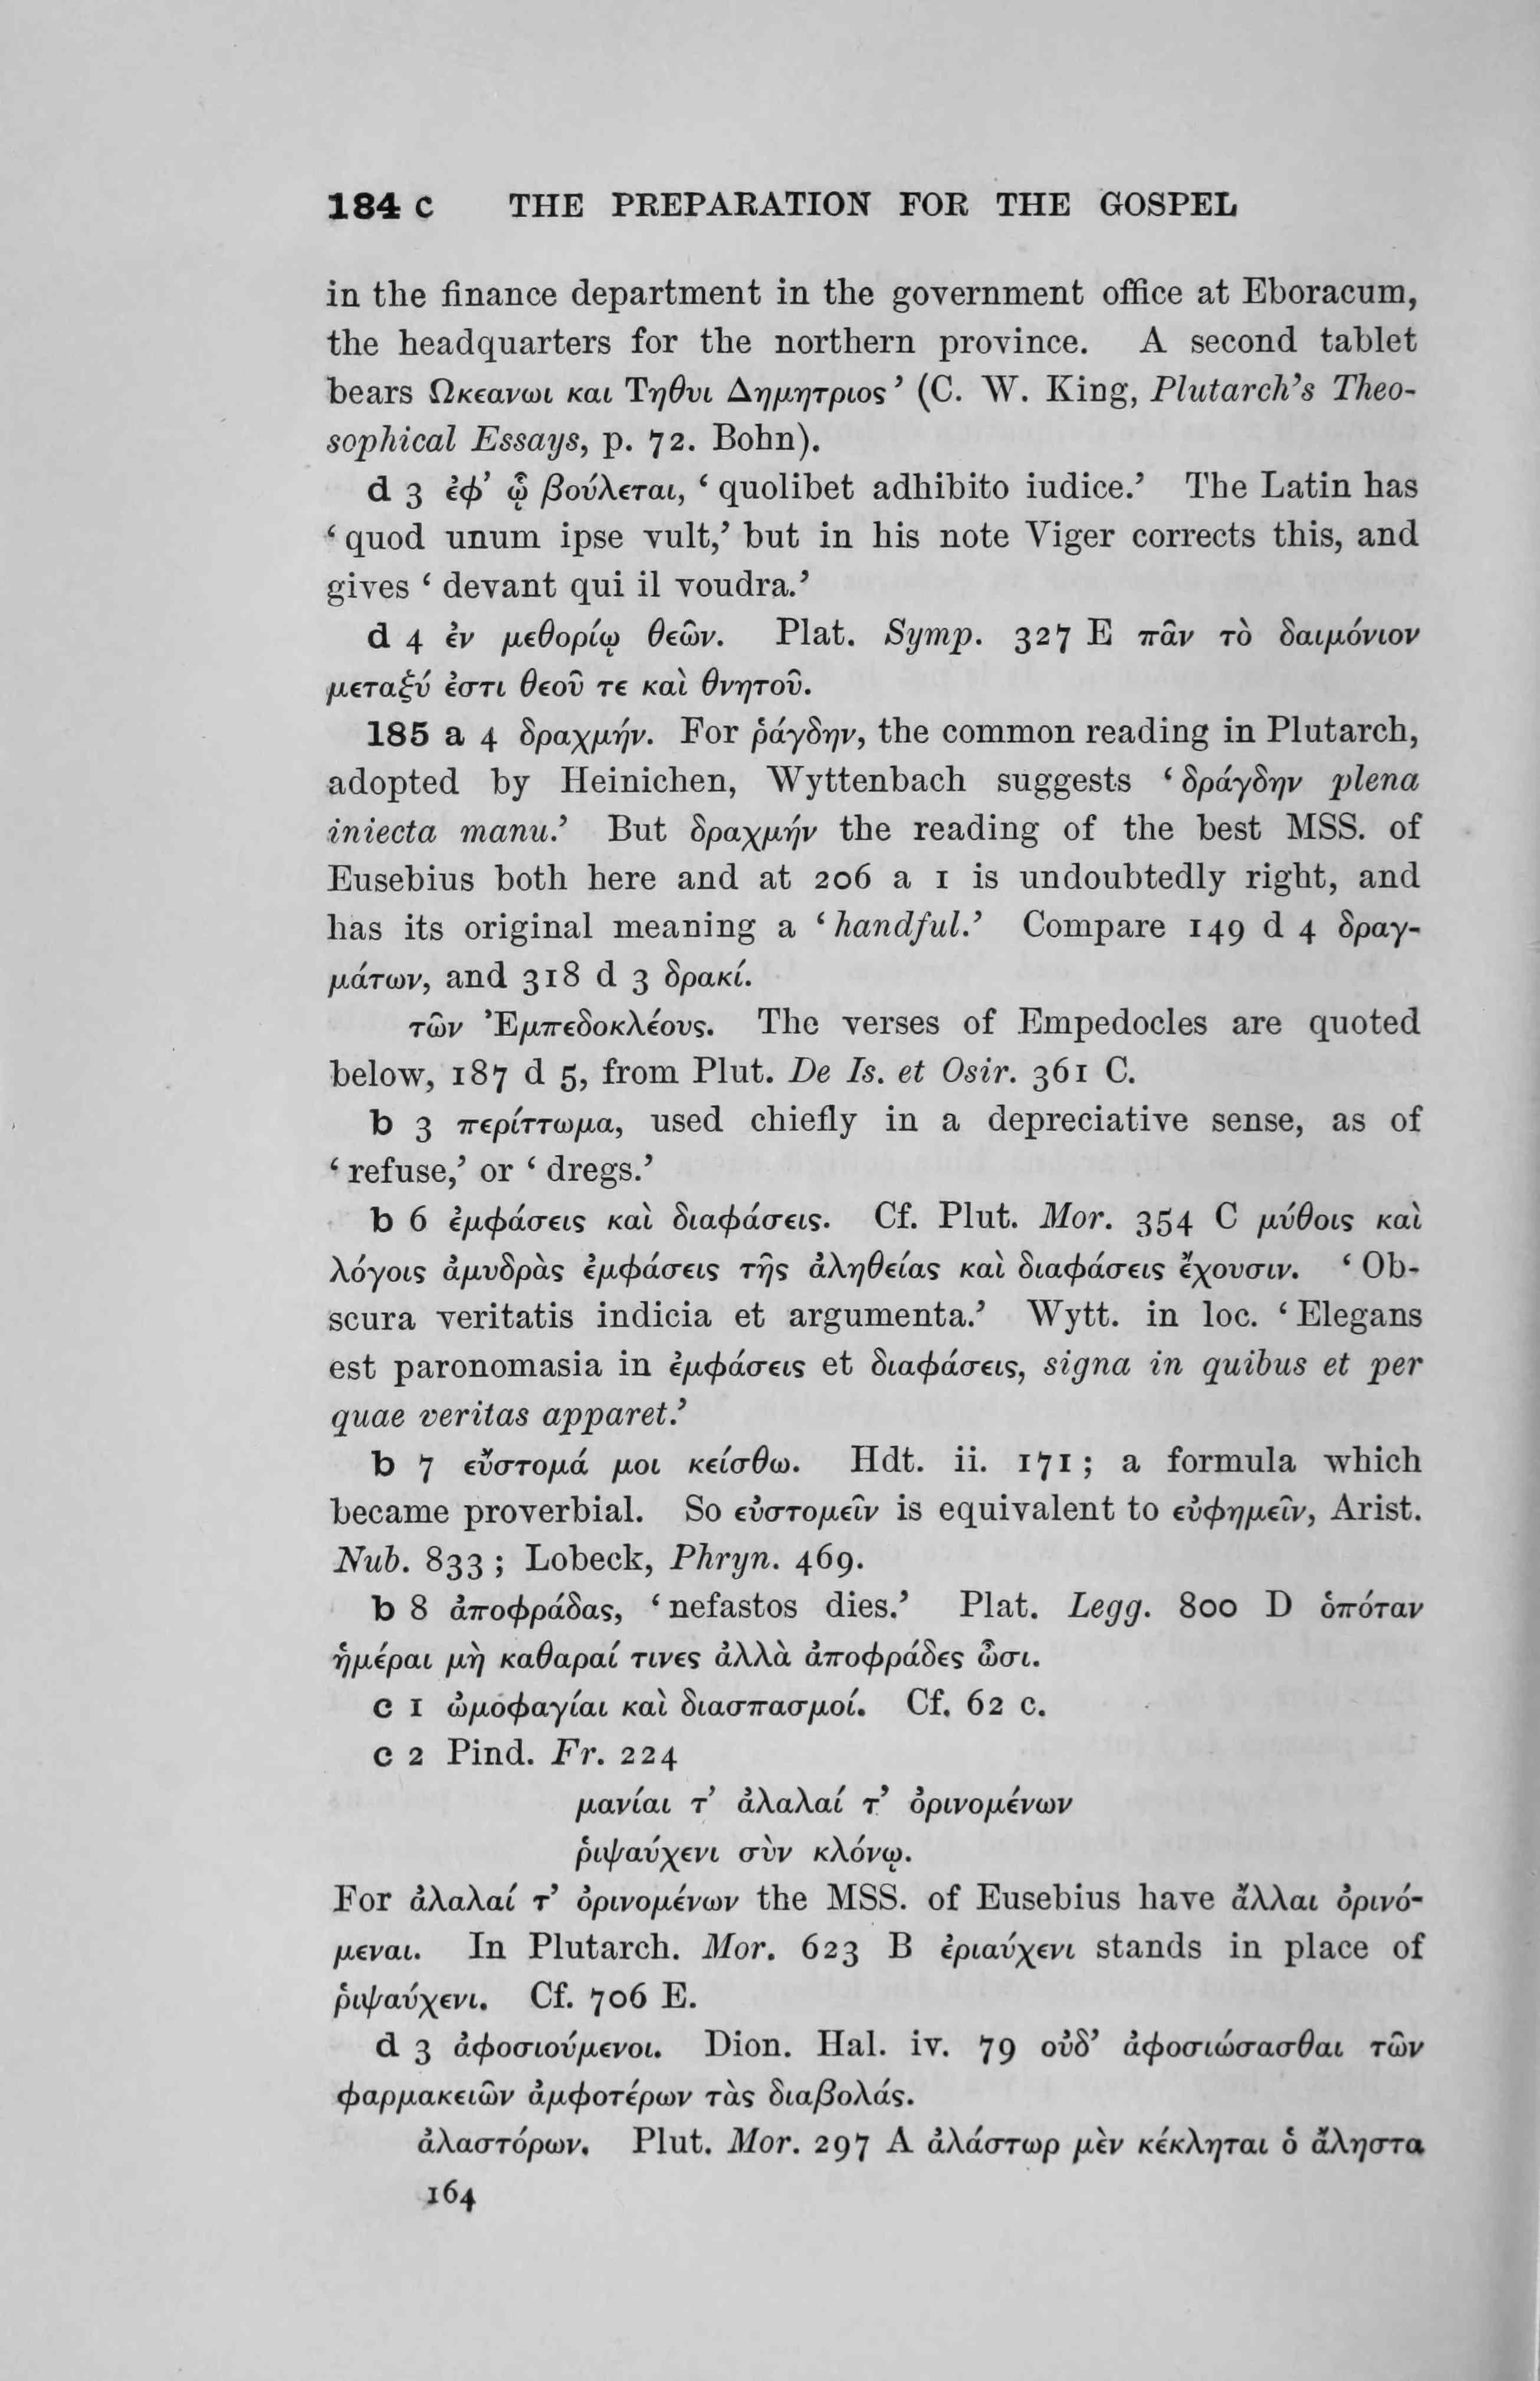 184 c THE PREPARATION FOR THE GOSPEL
in the finance department in the government office at Eboracum,
the headquarters for the northern province. A second tablet
bears Ωκεανωι και Τηθυι Δημητριος’ (C. W. King, Plutarch’s Theo-
sophical Essays, p. 72. Bohn).
d 3 ἐφ’ ᾧ βούλεται, ‘quolibet adhibito iudice.’ The Latin has
‘quod unum ipse vult,’ but in his note Viger corrects this, and
gives ‘devant qui il voudra.’
d 4 ἐν μεθορίῳ θεῶν. Plat. Symp. 327 E πᾶν τὸ δαιμόνιον
μεταξύ ἐστι θεοῦ τε καὶ θνητοῦ.
185 a 4 δραχμήν. For ῥάγδην, the common reading in Plutarch,
adopted by Heinichen, Wyttenbach suggests ‘δράγδην plena
iniecta manu.’ But δραχμήν the reading of the best MSS. of
Eusebius both here and at 206 a 1 is undoubtedly right, and
has its original meaning a ‘handful.’ Compare 149 d 4 δραγ-
μάτων, and 318 d 3 δρακί.
τῶν Ἐμπεδοκλέους. The verses of Empedocles are quoted
below, 187 d 5, from Plut. De Is. et Osir. 361 C.
b 3 περίττωμα, used chiefly in a depreciative sense, as of
‘refuse,’ or ‘dregs.’
b 6 ἐμφάσεις καὶ διαφάσεις. Cf. Plut. Mor. 354 C μύθοις καὶ
λόγοις ἀμυδρὰς ἐμφάσεις τῆς ἀληθείας καὶ διαφάσεις ἔχουσιν. ‘Ob-
scura veritatis indicia et argumenta.’ Wytt. in loc. ‘Elegans
est paronomasia in ἐμφάσεις et διαφάσεις, signa in quibus et per
quae veritas apparet.’
b 7 εὔστομά μοι κείσθω. Hdt. ii. 171; a formula which
became proverbial. So εὐστομεῖν is equivalent to εὐφημεῖν, Arist.
Nub. 833; Lobeck, Phryn. 469.
b 8 ἀποφράδας, ‘nefastos dies.’ Plat. Legg. 800 D ὁπόταν
ἡμέραι μὴ καθαραί τινες ἀλλὰ ἀποφράδες ὦσι.
c 1 ὠμοφαγίαι καὶ διασπασμοί. Cf. 62 c.
c 2 Pind. Fr. 224
μανίαι τ’ ἀλαλαί τ’ ὀρινομένων
ῥιψαύχενι σὺν κλόνῳ.
For ἀλαλαί τ’ ὀρινομένων the MSS. of Eusebius have ἄλλαι ὀρινό-
μεναι. In Plutarch. Mor. 623 B ἐριαύχενι stands in place of
ῥιψαύχενι. Cf. 706 E.
d 3 ἀφοσιούμενοι. Dion. Hal. iv. 79 οὐδ’ ἀφοσιώσασθαι τῶν
φαρμακειῶν ἀμφοτέρων τὰς διαβολάς.
ἀλαστόρων. Plut. Mor. 297 A ἀλάστωρ μὲν κέκληται ὁ ἄληστα
164